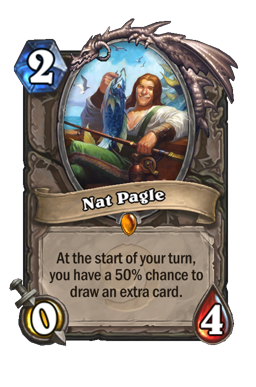 2
Nat Pagle
At the start of your turn,
you have a 50% chance to
draw an extra card.
0
4